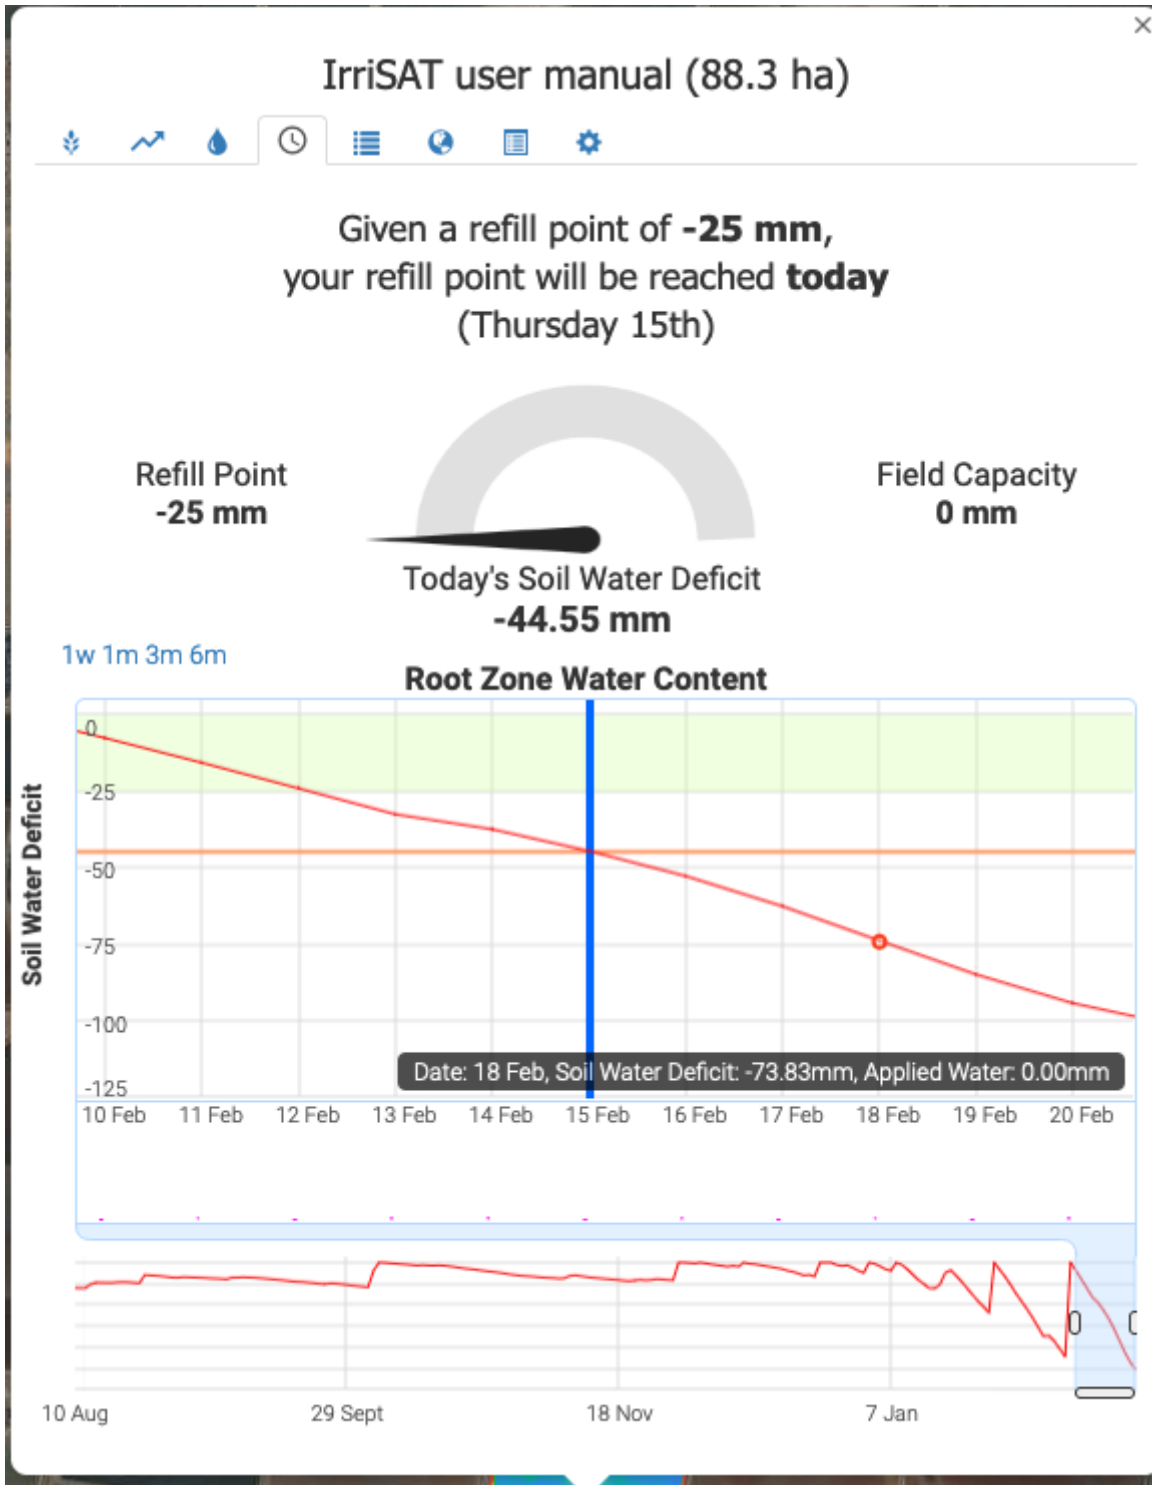 ×
IrriSAT user manual (88.3 ha)
Given a refill point of -25 mm,
your refill point will be reached today
(Thursday 15th)
Refill Point
-25 mm
Field Capacity
0 mm
Today's Soil Water Deficit
-44.55 mm
1w 1m 3m 6m
Root Zone Water Content
Soil Water Deficit
0
-25
-50
-75
-100
-125
Date: 18 Feb, Soil Water Deficit: -73.83mm, Applied Water: 0.00mm
10 Feb 11 Feb 12 Feb 13 Feb 14 Feb 15 Feb 16 Feb 17 Feb 18 Feb 19 Feb 20 Feb
10 Aug 29 Sept 18 Nov 7 Jan